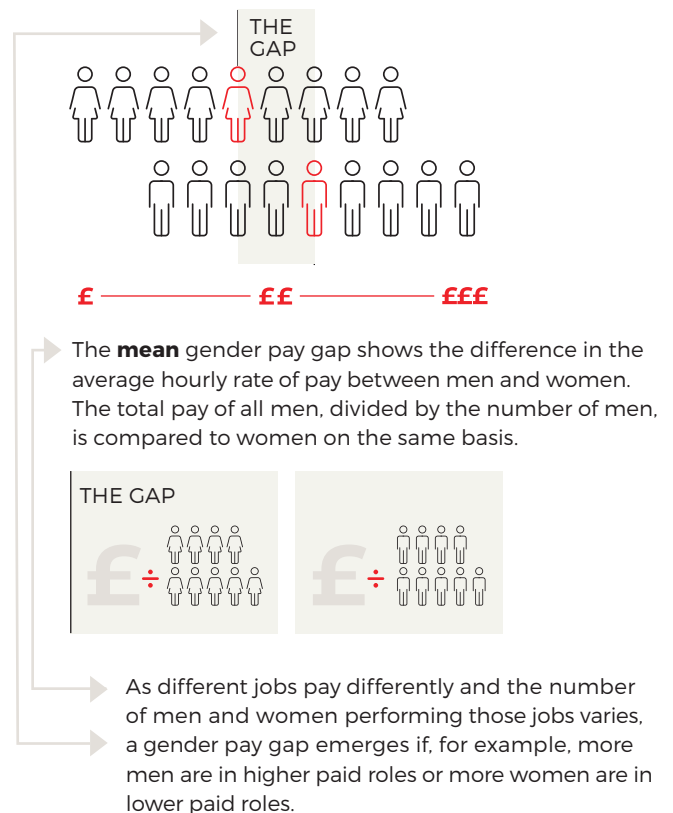 THE
GAP
£ ££ £££
The mean gender pay gap shows the difference in the
average hourly rate of pay between men and women.
The total pay of all men, divided by the number of men,
is compared to women on the same basis.
THE GAP
£ ÷ £ ÷
As different jobs pay differently and the number
of men and women performing those jobs varies,
a gender pay gap emerges if, for example, more
men are in higher paid roles or more women are in
lower paid roles.